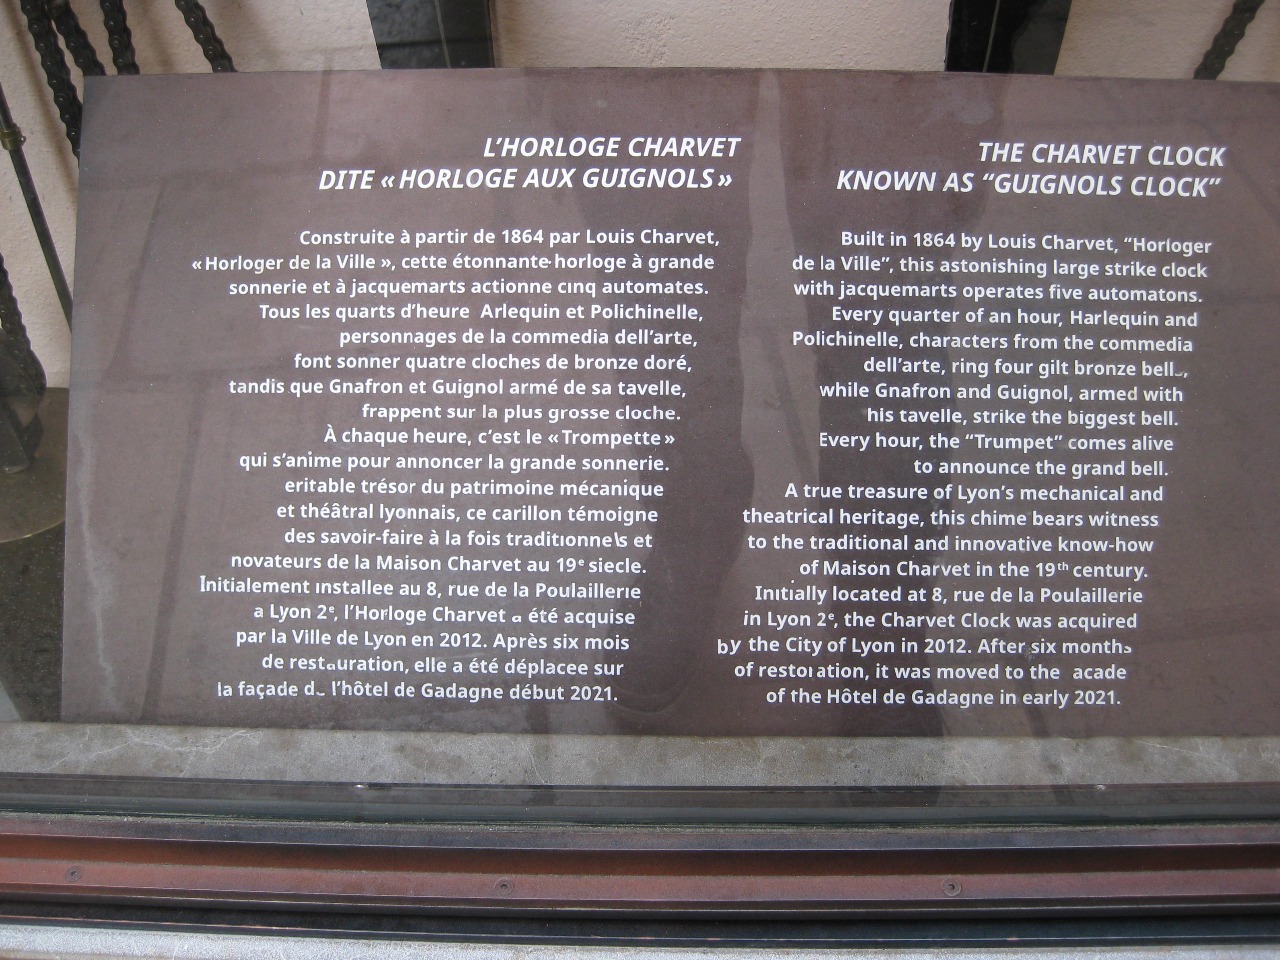 L'HORLOGE CHARVET
DITE « HORLOGE AUX GUIGNOLS »
Construite à partir de 1864 par Louis Charvet,
« Horloger de la Ville », cette étonnante horloge à grande
sonnerie et à jacquemarts actionne cinq automates.
Tous les quarts d'heure Arlequin et Polichinelle,
personnages de la commedia dell'arte,
font sonner quatre cloches de bronze doré,
tandis que Gnafron et Guignol armé de sa tavelle,
frappent sur la plus grosse cloche.
À chaque heure, c'est le « Trompette »
qui s'anime pour annoncer la grande sonnerie.
eritable trésor du patrimoine mécanique
et théâtral lyonnais, ce carillon témoigne
des savoir-faire à la fois traditionnels et
novateurs de la Maison Charvet au 19e siecle.
Initialement installee au 8, rue de la Poulaillerie
a Lyon 2e, l'Horloge Charvet a été acquise
par la Ville de Lyon en 2012. Après six mois
de restauration, elle a été déplacee sur
la façade d l'hôtel de Gadagne début 2021.
THE CHARVET CLOCK
KNOWN AS "GUIGNOLS CLOCK"
Built in 1864 by Louis Charvet, "Horloger
de la Ville", this astonishing large strike clock
with jacquemarts operates five automatons.
Every quarter of an hour, Harlequin and
Polichinelle, characters from the commedia
dell'arte, ring four gilt bronze bell ,
while Gnafron and Guignol, armed with
his tavelle, strike the biggest bell.
Every hour, the "Trumpet" comes alive
to announce the grand bell.
A true treasure of Lyon's mechanical and
theatrical heritage, this chime bears witness
to the traditional and innovative know-how
of Maison Charvet in the 19th century.
Initially located at 8, rue de la Poulaillerie
in Lyon 2e, the Charvet Clock was acquired
by the City of Lyon in 2012. After six months
of restoration, it was moved to the acade
of the Hôtel de Gadagne in early 2021.